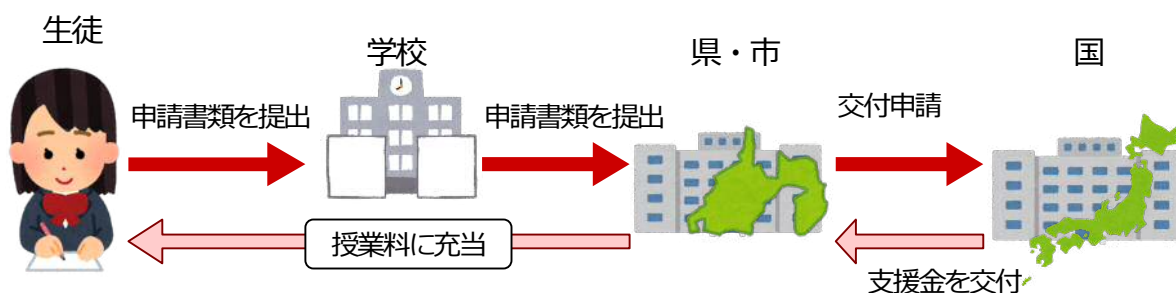 生徒
学校
県・市
国
申請書類を提出
申請書類を提出
交付申請
授業料に充当
支援金を交付